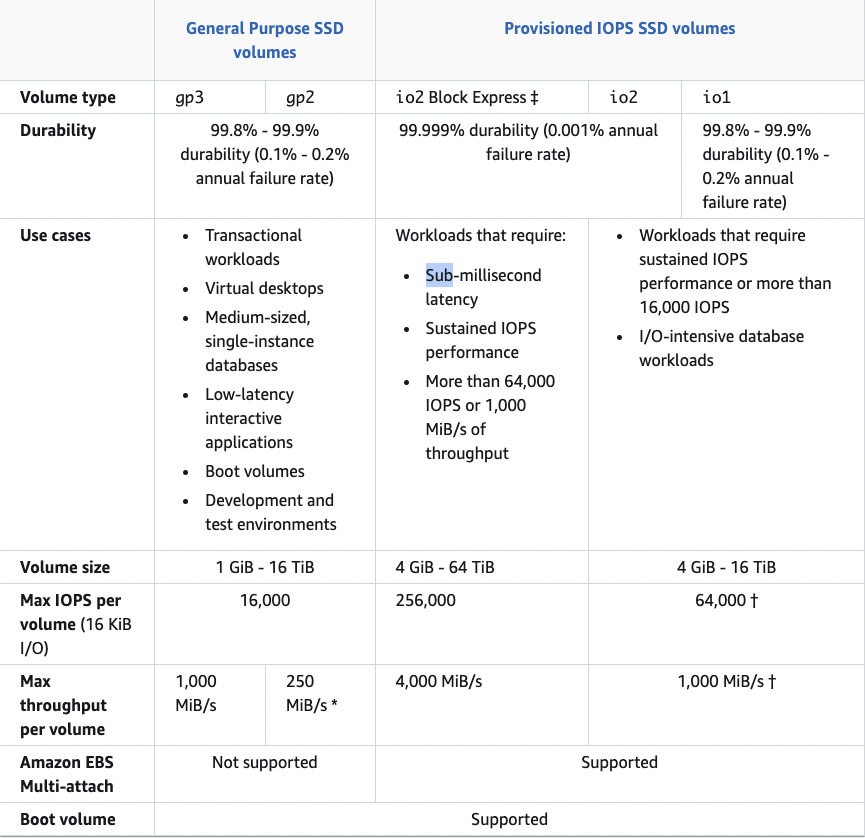 General Purpose SSD
volumes
Provisioned IOPS SSD volumes
Volume type
gp3
gp2
io2 Block Express ‡
io2
io1
Durability
99.8% - 99.9%
durability (0.1% - 0.2%
annual failure rate)
99.999% durability (0.001% annual
failure rate)
99.8% - 99.9%
durability (0.1% -
0.2% annual
failure rate)
Use cases
• Transactional
workloads
• Virtual desktops
• Medium-sized,
single-instance
databases
• Low-latency
interactive
applications
• Boot volumes
• Development and
test environments
Workloads that require:
• Sub-millisecond
latency
• Sustained IOPS
performance
• More than 64,000
IOPS or 1,000
MiB/s of
throughput
• Workloads that require
sustained IOPS
performance or more than
16,000 IOPS
• I/O-intensive database
workloads
Volume size
1 GiB - 16 TiB
4 GiB - 64 TiB
4 GiB - 16 TiB
Max IOPS per
volume (16 KiB
I/O)
16,000
256,000
64,000 †
Max
throughput
per volume
1,000
MiB/s
250
MiB/s *
4,000 MiB/s
1,000 MiB/s †
Amazon EBS
Multi-attach
Not supported
Supported
Boot volume
Supported